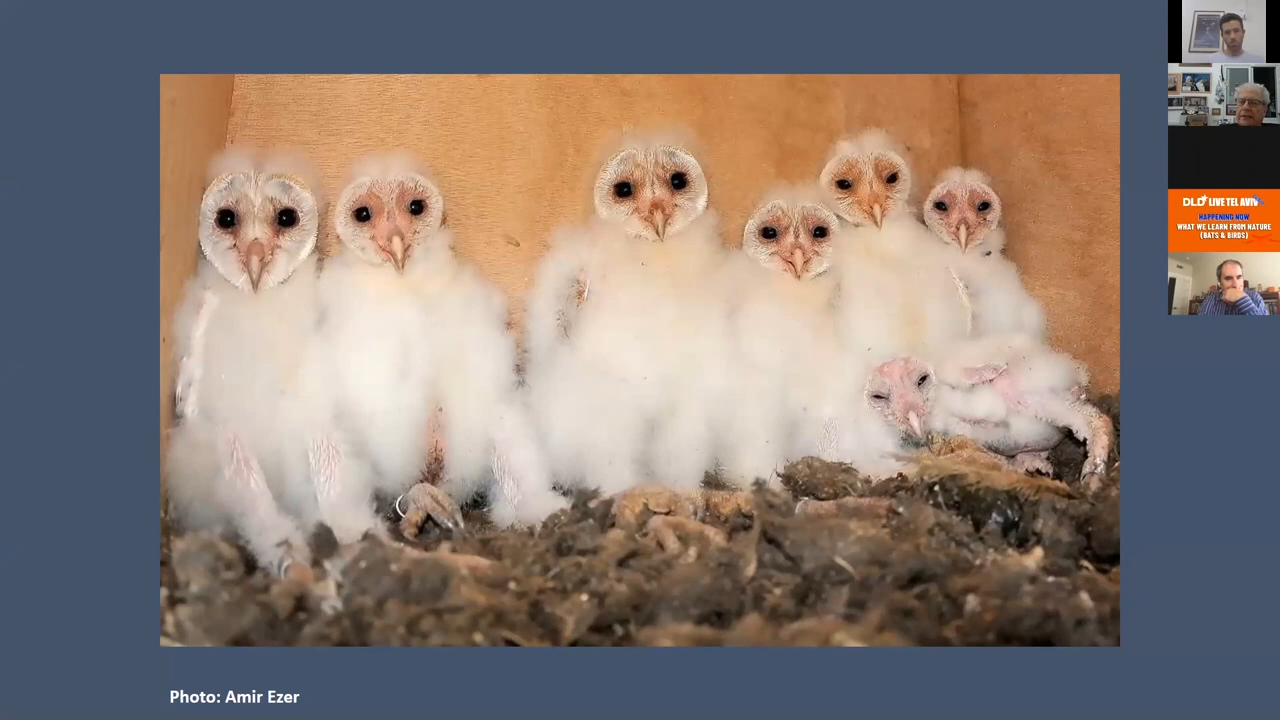 DLD LIVE TEL AVIV
HAPPENING NOW
WHAT WE LEARN FROM NATURE
(BATS & BIRDS)
Photo: Amir Ezer